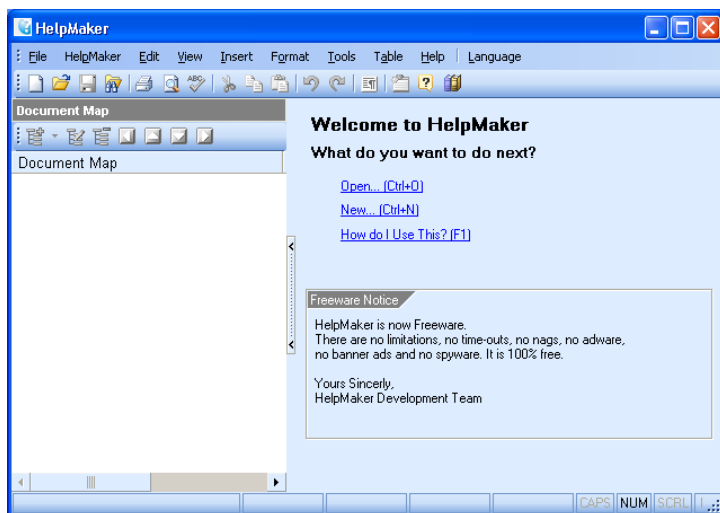 HelpMaker
File HelpMaker Edit View Insert Format Tools Table Help Language
ABC
Document Map
Document Map
Welcome to HelpMaker
What do you want to do next?
Open... (Ctrl+O)
New... (Ctrl+N)
How do I Use This? (F1)
Freeware Notice
HelpMaker is now Freeware.
There are no limitations, no time-outs, no nags, no adware,
no banner ads and no spyware. It is 100% free.
Yours Sincerly,
HelpMaker Development Team
CAPS NUM SCRL